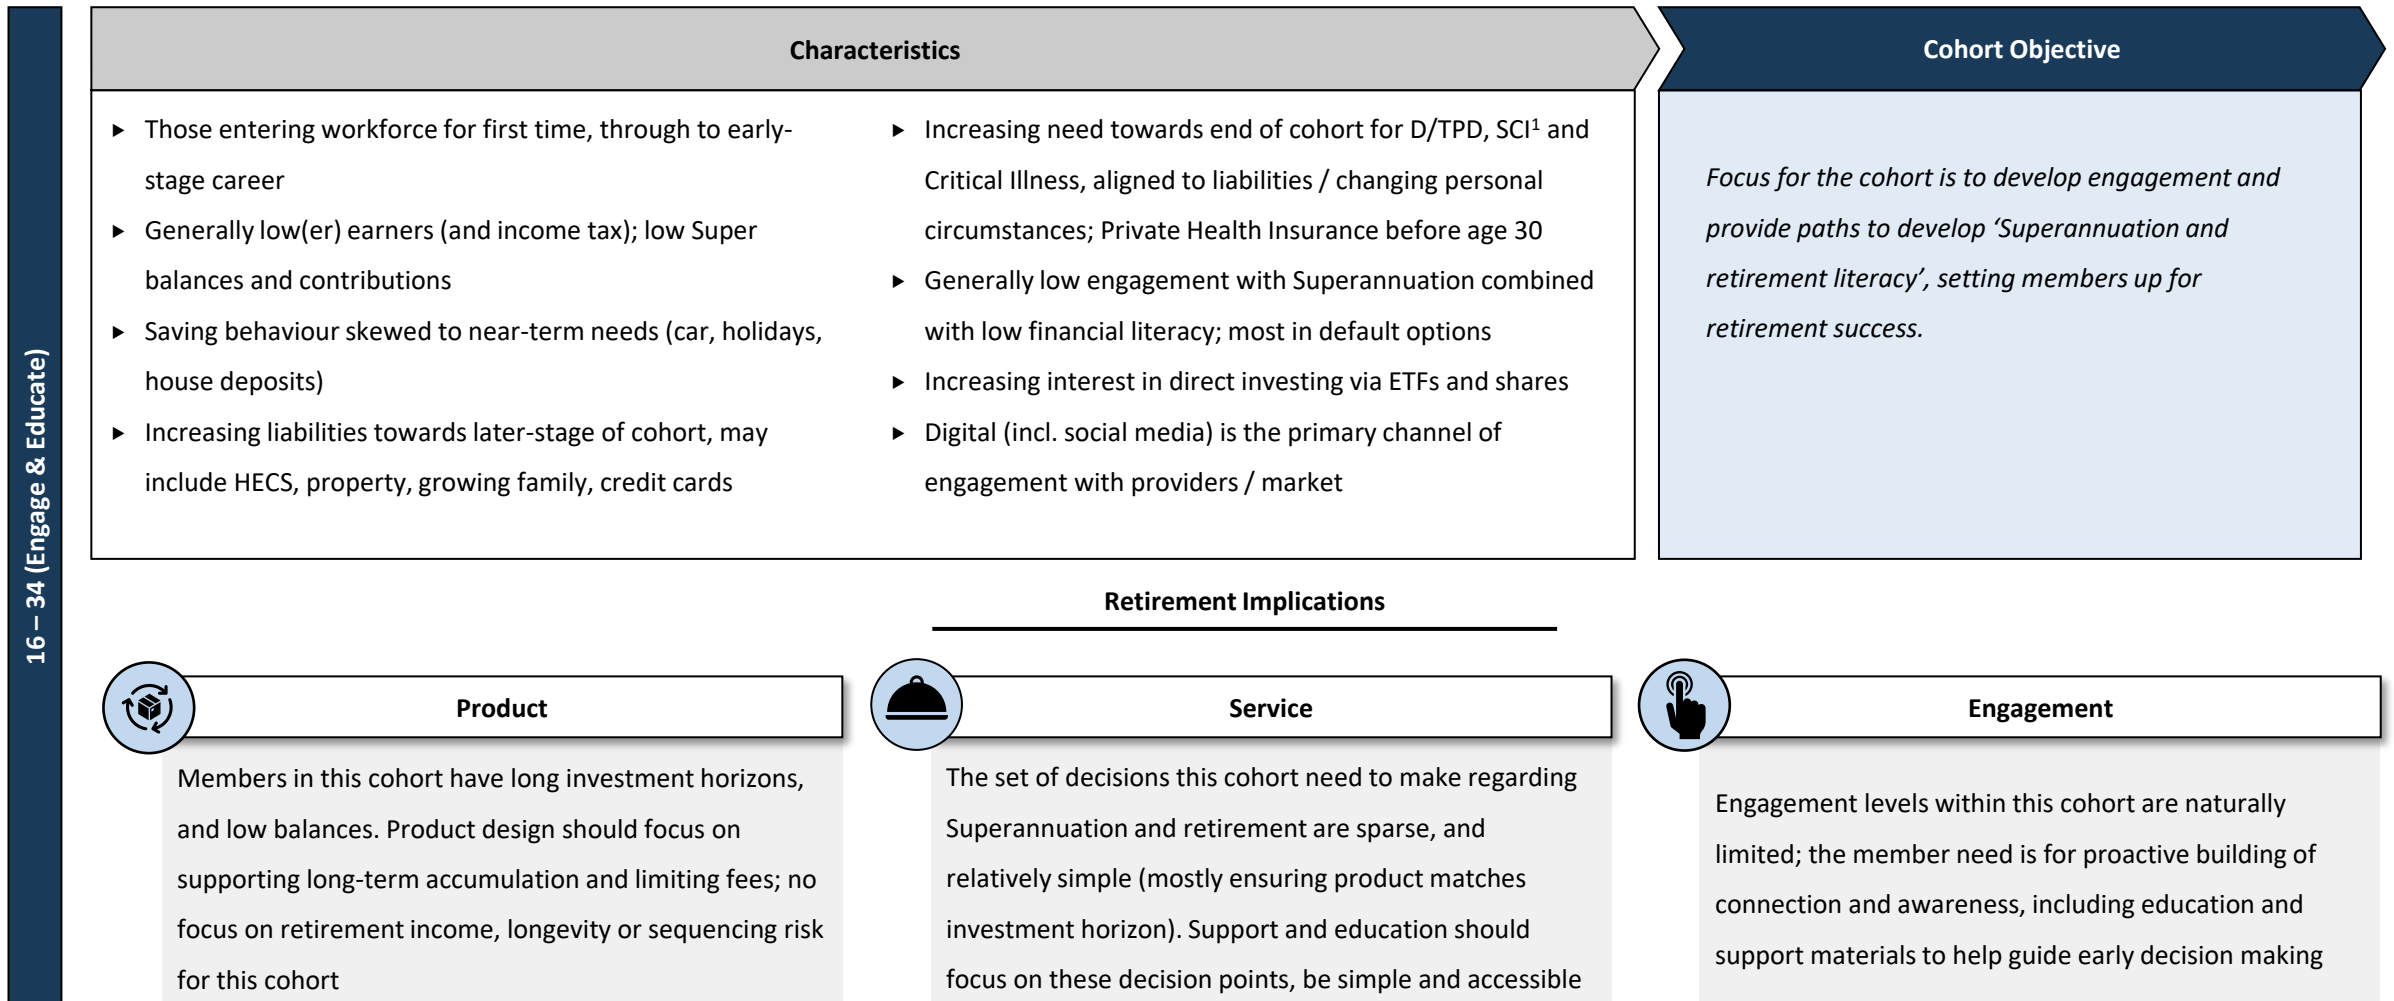 16 – 34 (Engage & Educate)
Characteristics
Those entering workforce for first time, through to early-
stage career
Generally low(er) earners (and income tax); low Super
balances and contributions
Saving behaviour skewed to near-term needs (car, holidays,
house deposits)
Increasing liabilities towards later-stage of cohort, may
include HECS, property, growing family, credit cards
Increasing need towards end of cohort for D/TPD, SCI¹ and
Critical Illness, aligned to liabilities / changing personal
circumstances; Private Health Insurance before age 30
Generally low engagement with Superannuation combined
with low financial literacy; most in default options
Increasing interest in direct investing via ETFs and shares
Digital (incl. social media) is the primary channel of
engagement with providers / market
Cohort Objective
Focus for the cohort is to develop engagement and
provide paths to develop ‘Superannuation and
retirement literacy’, setting members up for
retirement success.
Retirement Implications
Product
Members in this cohort have long investment horizons,
and low balances. Product design should focus on
supporting long-term accumulation and limiting fees; no
focus on retirement income, longevity or sequencing risk
for this cohort
Service
The set of decisions this cohort need to make regarding
Superannuation and retirement are sparse, and
relatively simple (mostly ensuring product matches
investment horizon). Support and education should
focus on these decision points, be simple and accessible
Engagement
Engagement levels within this cohort are naturally
limited; the member need is for proactive building of
connection and awareness, including education and
support materials to help guide early decision making